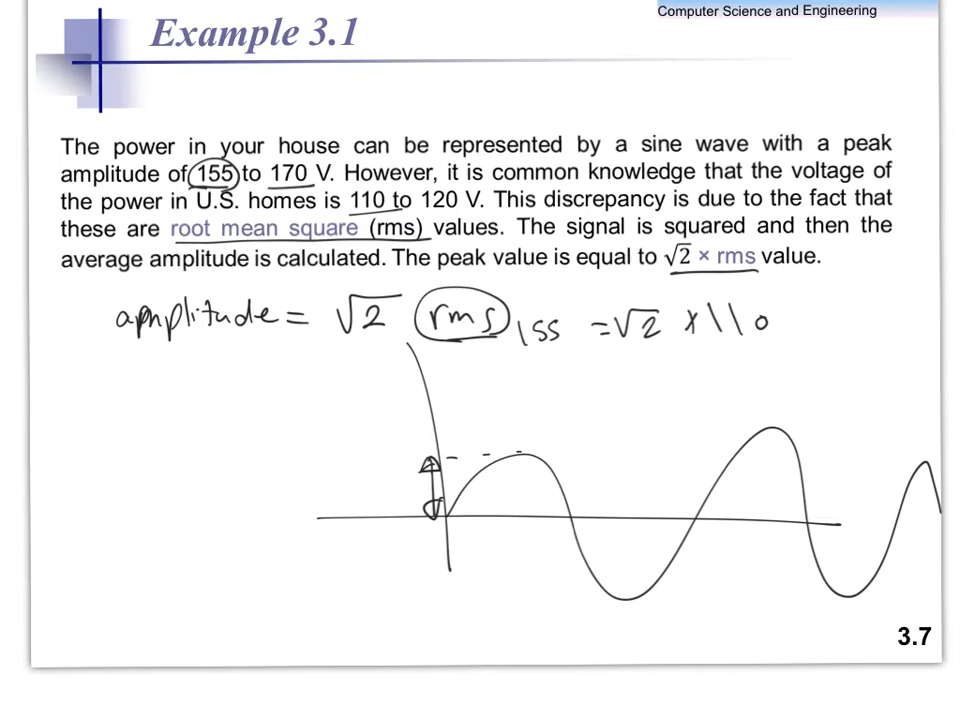 Computer Science and Engineering
Example 3.1
The power in your house can be represented by a sine wave with a peak
amplitude of 155 to 170 V. However, it is common knowledge that the voltage of
the power in U.S. homes is 110 to 120 V. This discrepancy is due to the fact that
these are root mean square (rms) values. The signal is squared and then the
average amplitude is calculated. The peak value is equal to √2 × rms value.
apmplitude = √2 rms 155 = √2 x 110
3.7